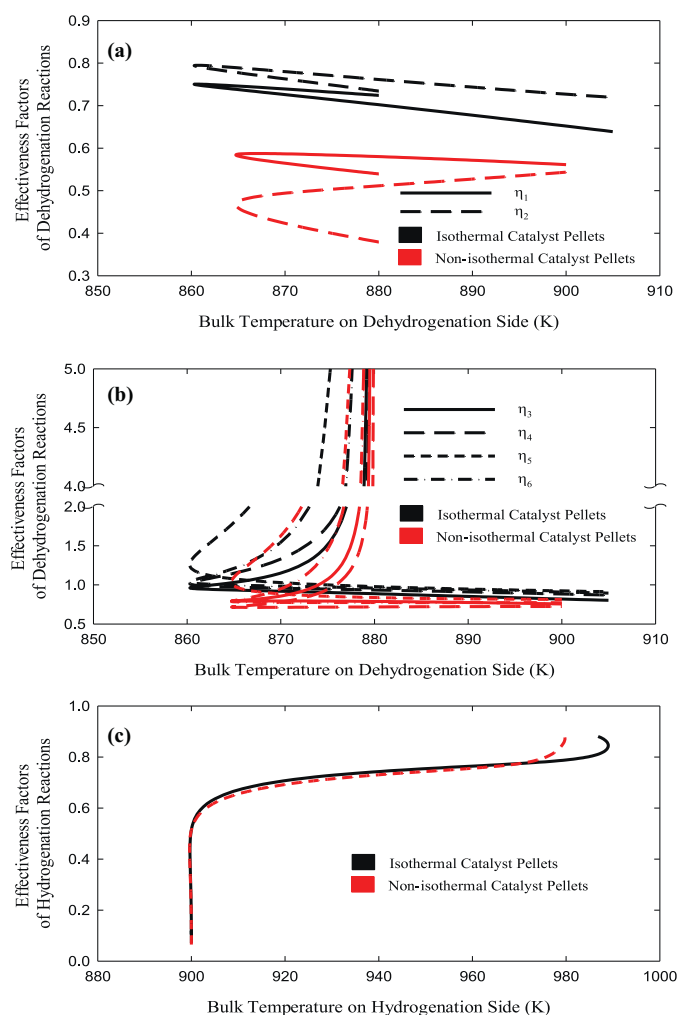 (a)
0.9
0.8
0.7
0.6
0.5
0.4
0.3
Effectiveness Factors
of Dehydrogenation Reactions
η1
η2
Isothermal Catalyst Pellets
Non-isothermal Catalyst Pellets
850 860 870 880 890 900 910
Bulk Temperature on Dehydrogenation Side (K)
(b)
5.0
4.5
4.0
2.0
1.5
1.0
0.5
Effectiveness Factors
of Dehydrogenation Reactions
η3
η4
η5
η6
Isothermal Catalyst Pellets
Non-isothermal Catalyst Pellets
850 860 870 880 890 900 910
Bulk Temperature on Dehydrogenation Side (K)
(c)
1.0
0.8
0.6
0.4
0.2
0.0
Effectiveness Factors
of Hydrogenation Reactions
Isothermal Catalyst Pellets
Non-isothermal Catalyst Pellets
880 900 920 940 960 980 1000
Bulk Temperature on Hydrogenation Side (K)